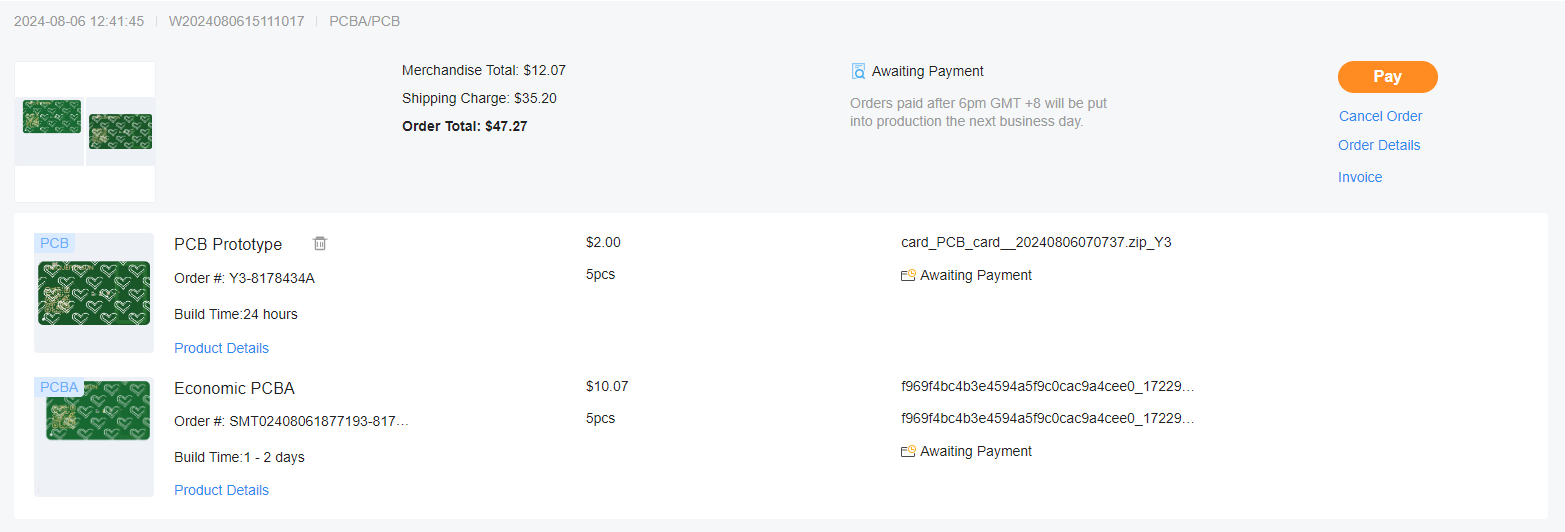 2024-08-06 12:41:45 | W2024080615111017 | PCBA/PCB
Merchandise Total: $12.07
Shipping Charge: $35.20
Order Total: $47.27
Awaiting Payment
Orders paid after 6pm GMT +8 will be put
into production the next business day.
Pay
Cancel Order
Order Details
Invoice
PCB
PCB Prototype
Order #: Y3-8178434A
Build Time:24 hours
Product Details
$2.00
5pcs
card_PCB_card__20240806070737.zip_Y3
Awaiting Payment
PCBA
Economic PCBA
Order #: SMT02408061877193-817…
Build Time:1 - 2 days
Product Details
$10.07
5pcs
f969f4bc4b3e4594a5f9c0cac9a4cee0_17229…
f969f4bc4b3e4594a5f9c0cac9a4cee0_17229…
Awaiting Payment